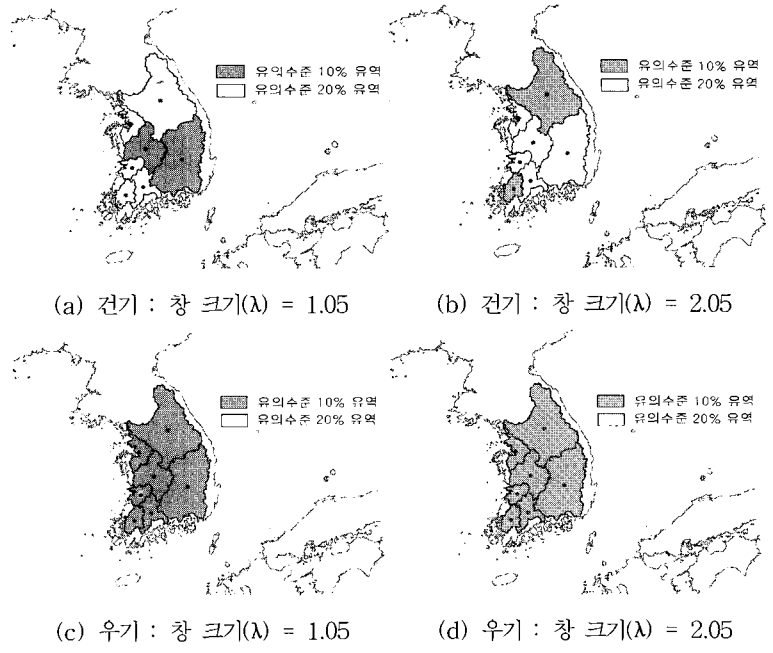 유의수준 10% 유역
유의수준 20% 유역
유의수준 10% 유역
유의수준 20% 유역
(a) 건기 : 창 크기(λ) = 1.05
(b) 건기 : 창 크기(λ) = 2.05
유의수준 10% 유역
유의수준 20% 유역
유의수준 10% 유역
유의수준 20% 유역
(c) 우기 : 창 크기(λ) = 1.05
(d) 우기 : 창 크기(λ) = 2.05